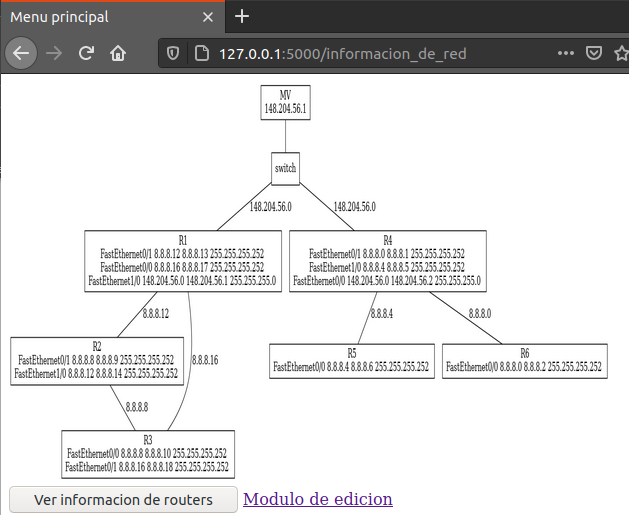 Menu principal
127.0.0.1:5000/informacion_de_red
MV
148.204.56.1
switch
148.204.56.0
148.204.56.0
R1
FastEthernet0/1 8.8.8.12 8.8.8.13 255.255.255.252
FastEthernet0/0 8.8.8.16 8.8.8.17 255.255.255.252
FastEthernet1/0 148.204.56.0 148.204.56.1 255.255.255.0
R4
FastEthernet0/1 8.8.8.0 8.8.8.1 255.255.255.252
FastEthernet1/0 8.8.8.4 8.8.8.5 255.255.255.252
FastEthernet0/0 148.204.56.0 148.204.56.2 255.255.255.0
8.8.8.12
8.8.8.4
8.8.8.0
R2
FastEthernet0/1 8.8.8.8 8.8.8.9 255.255.255.252
FastEthernet1/0 8.8.8.12 8.8.8.14 255.255.255.252
8.8.8.16
R5
FastEthernet0/0 8.8.8.4 8.8.8.6 255.255.255.252
R6
FastEthernet0/0 8.8.8.0 8.8.8.2 255.255.255.252
8.8.8.8
R3
FastEthernet0/0 8.8.8.8 8.8.8.10 255.255.255.252
FastEthernet0/1 8.8.8.16 8.8.8.18 255.255.255.252
Ver informacion de routers
Modulo de edicion